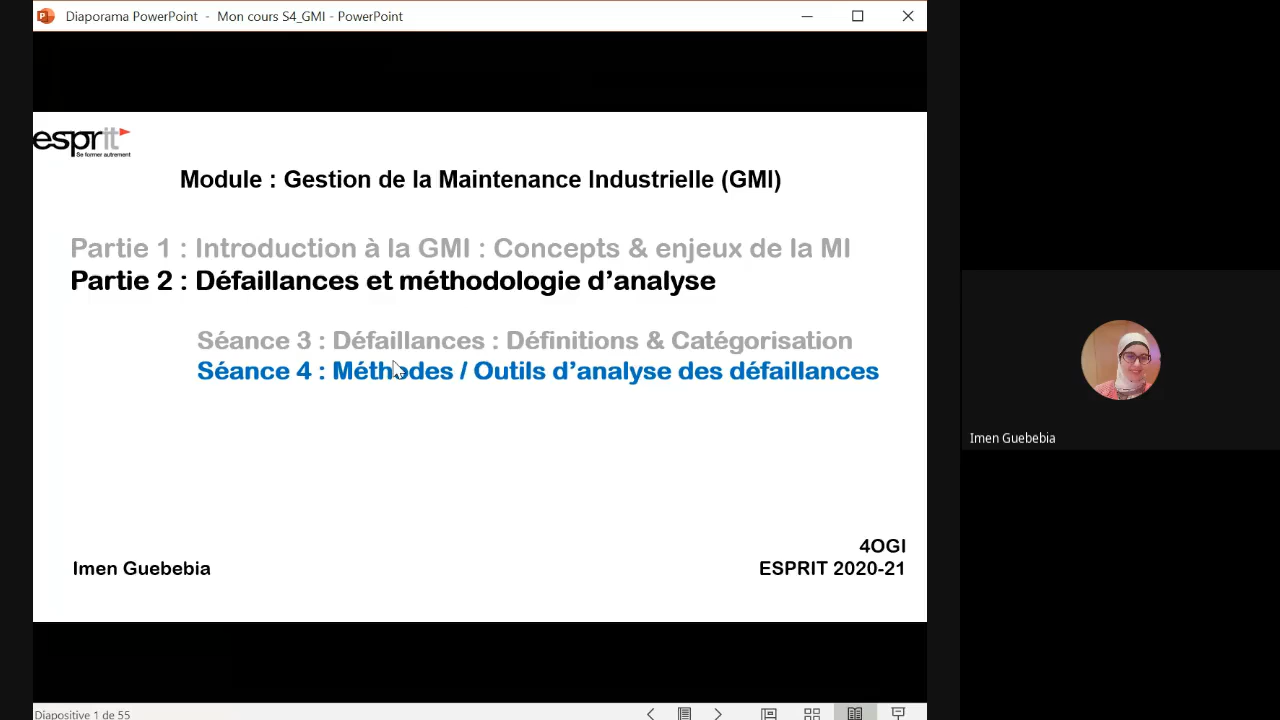 Diaporama PowerPoint - Mon cours S4_GMI - PowerPoint
esprit
Se former autrement
Module : Gestion de la Maintenance Industrielle (GMI)
Partie 1 : Introduction à la GMI : Concepts & enjeux de la MI
Partie 2 : Défaillances et méthodologie d’analyse
Séance 3 : Défaillances : Définitions & Catégorisation
Séance 4 : Méthodes / Outils d’analyse des défaillances
4OGI
Imen Guebebia
ESPRIT 2020-21
Imen Guebebia
Diapositive 1 de 55